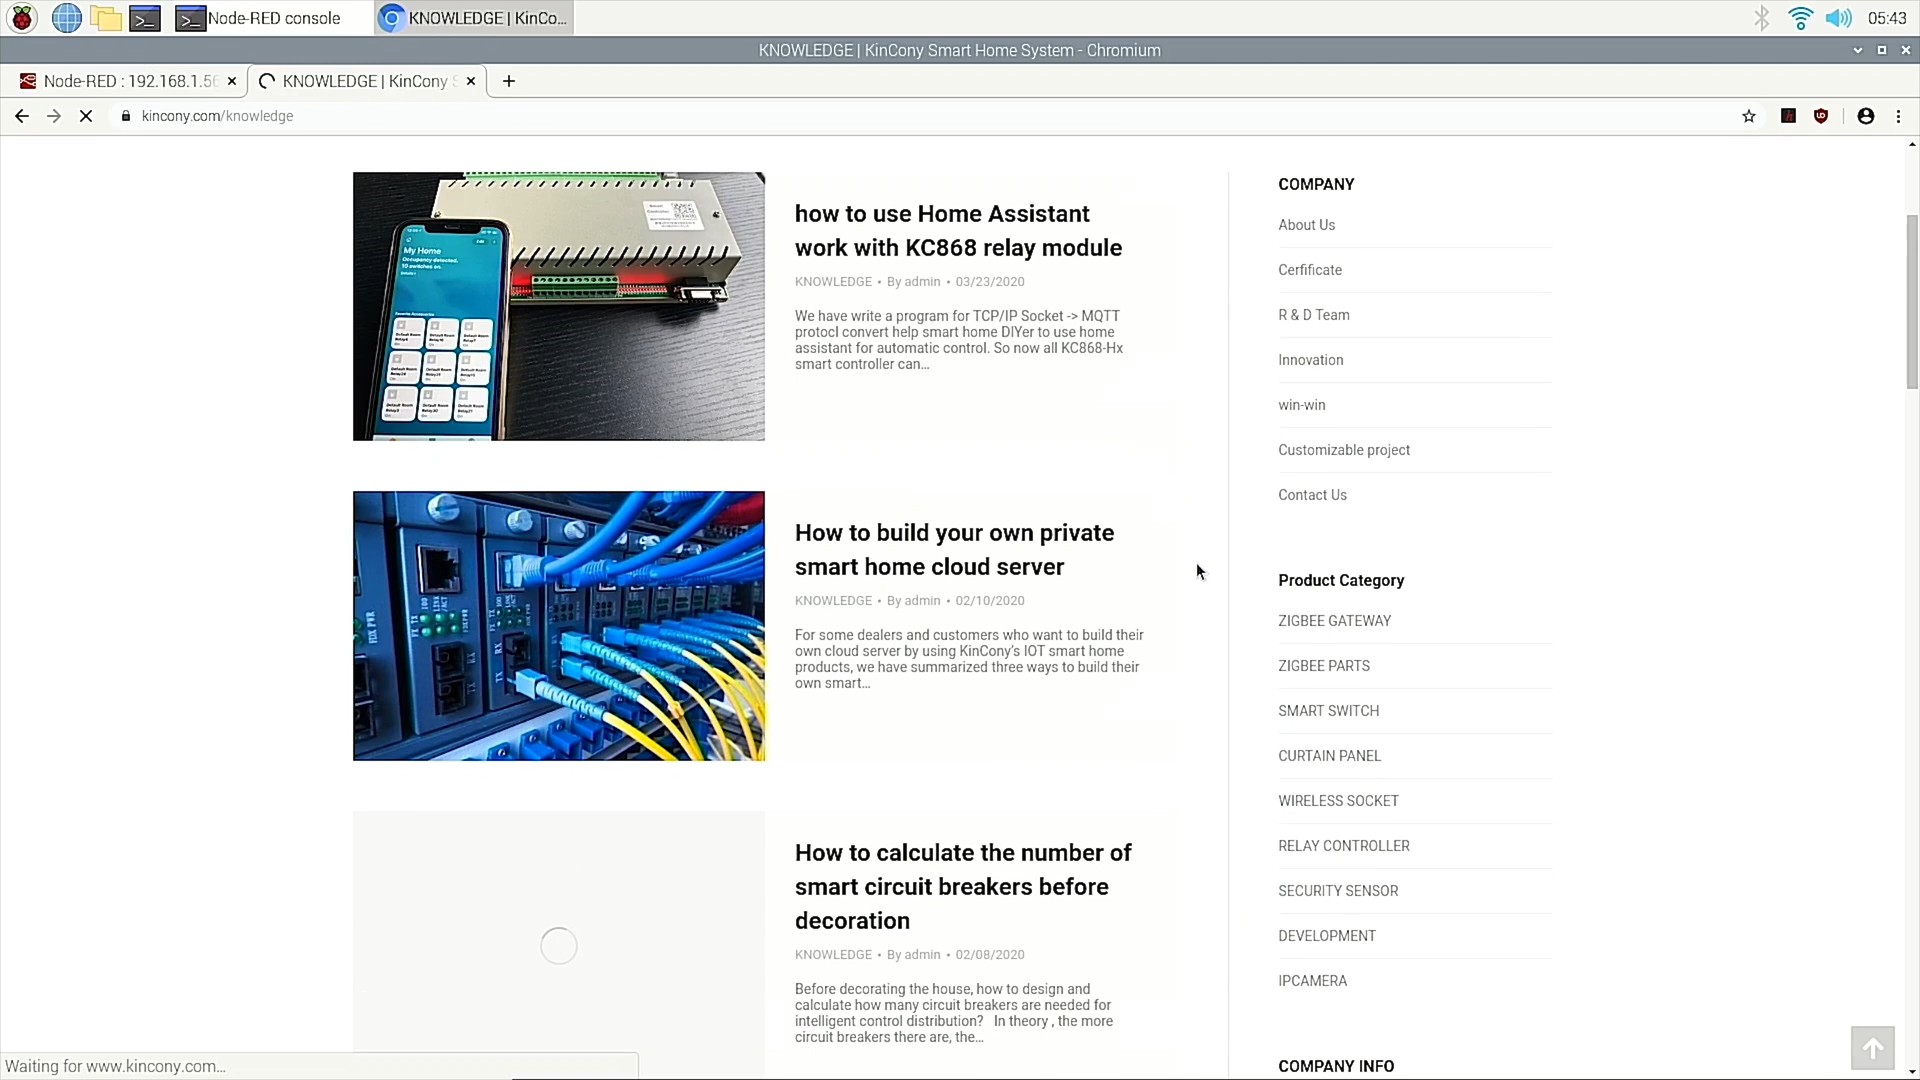 Node-RED console
KNOWLEDGE | KinCo...
05:43
KNOWLEDGE | KinCony Smart Home System - Chromium
Node-RED : 192.168.1.56
KNOWLEDGE | KinCony S
kincony.com/knowledge
My Home
how to use Home Assistant
work with KC868 relay module
KNOWLEDGE • By admin • 03/23/2020
We have write a program for TCP/IP Socket -> MQTT
protocl convert help smart home DIYer to use home
assistant for automatic control. So now all KC868-Hx
smart controller can...
How to build your own private
smart home cloud server
KNOWLEDGE • By admin • 02/10/2020
For some dealers and customers who want to build their
own cloud server by using KinCony's IOT smart home
products, we have summarized three ways to build their
own smart...
How to calculate the number of
smart circuit breakers before
decoration
KNOWLEDGE • By admin • 02/08/2020
Before decorating the house, how to design and
calculate how many circuit breakers are needed for
intelligent control distribution? In theory , the more
circuit breakers there are, the...
COMPANY
About Us
Cerfificate
R & D Team
Innovation
win-win
Customizable project
Contact Us
Product Category
ZIGBEE GATEWAY
ZIGBEE PARTS
SMART SWITCH
CURTAIN PANEL
WIRELESS SOCKET
RELAY CONTROLLER
SECURITY SENSOR
DEVELOPMENT
IPCAMERA
COMPANY INFO
Waiting for www.kincony.com...